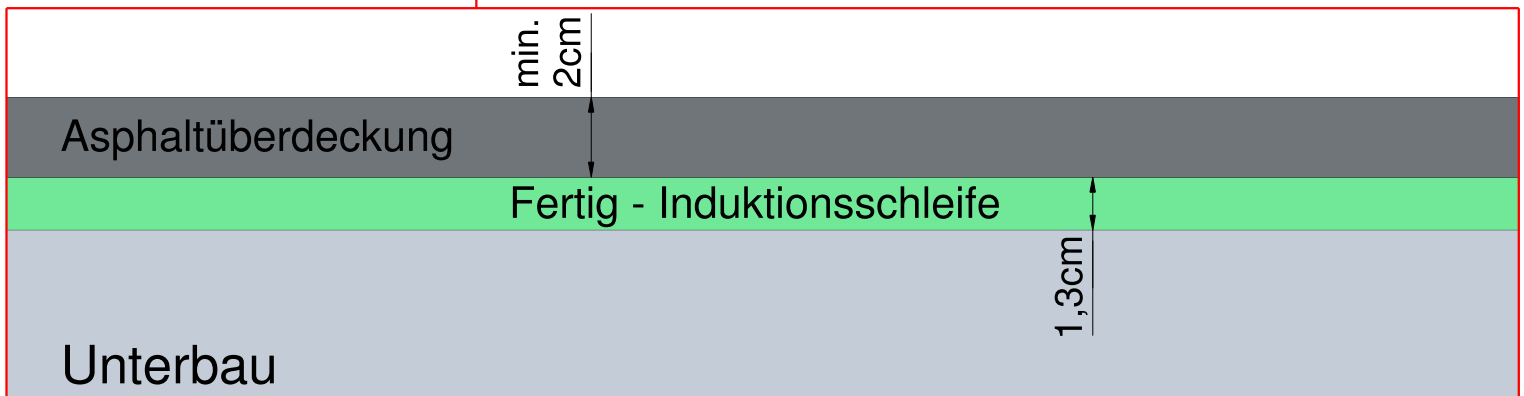 min.
2cm
Asphaltüberdeckung
Fertig - Induktionsschleife
1,3cm
Unterbau